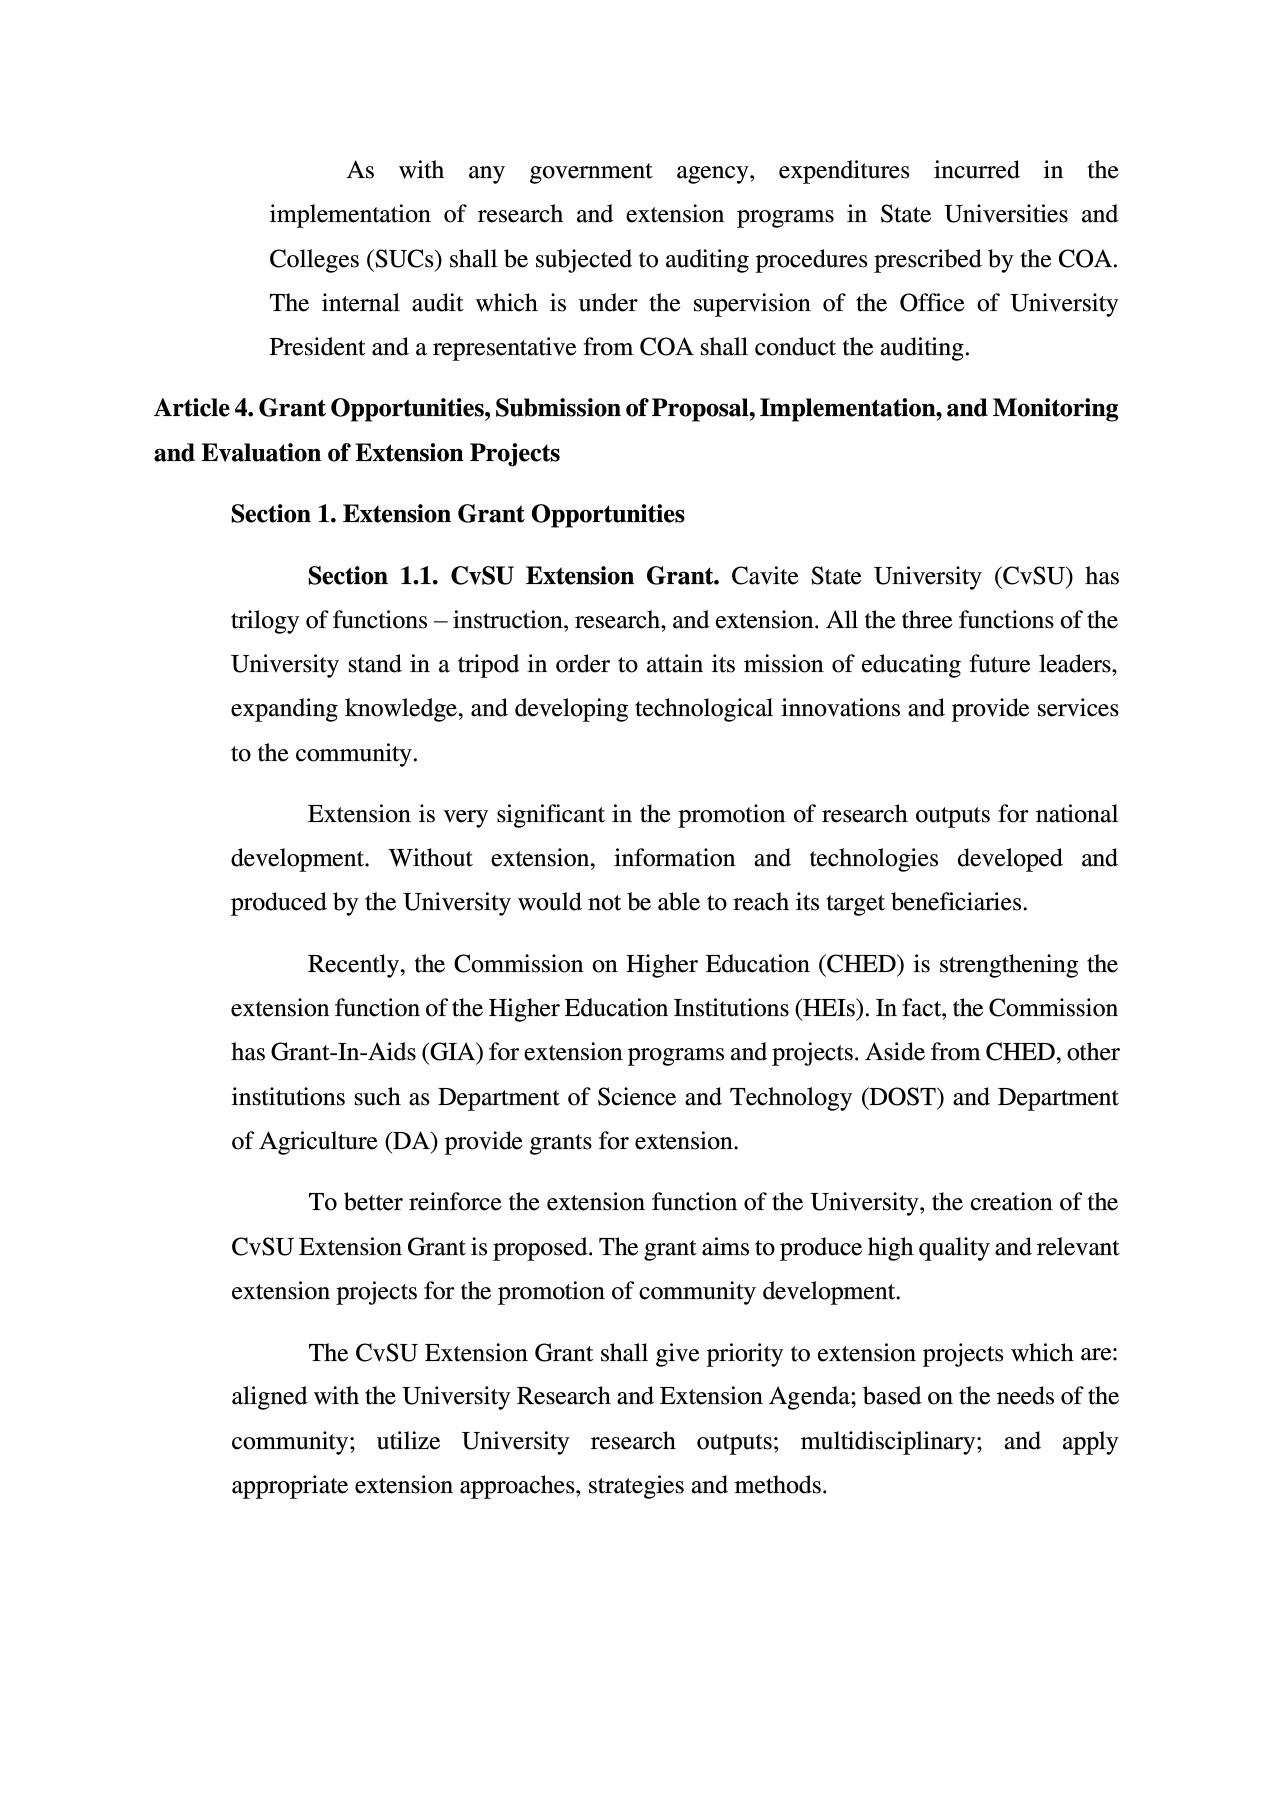 As with any government agency, expenditures incurred in the
implementation of research and extension programs in State Universities and
Colleges (SUCs) shall be subjected to auditing procedures prescribed by the COA.
The internal audit which is under the supervision of the Office of University
President and a representative from COA shall conduct the auditing.
Article 4. Grant Opportunities, Submission of Proposal, Implementation, and Monitoring
and Evaluation of Extension Projects
Section 1. Extension Grant Opportunities
Section 1.1. CvSU Extension Grant. Cavite State University (CvSU) has
trilogy of functions – instruction, research, and extension. All the three functions of the
University stand in a tripod in order to attain its mission of educating future leaders,
expanding knowledge, and developing technological innovations and provide services
to the community.
Extension is very significant in the promotion of research outputs for national
development. Without extension, information and technologies developed and
produced by the University would not be able to reach its target beneficiaries.
Recently, the Commission on Higher Education (CHED) is strengthening the
extension function of the Higher Education Institutions (HEIs). In fact, the Commission
has Grant-In-Aids (GIA) for extension programs and projects. Aside from CHED, other
institutions such as Department of Science and Technology (DOST) and Department
of Agriculture (DA) provide grants for extension.
To better reinforce the extension function of the University, the creation of the
CvSU Extension Grant is proposed. The grant aims to produce high quality and relevant
extension projects for the promotion of community development.
The CvSU Extension Grant shall give priority to extension projects which are:
aligned with the University Research and Extension Agenda; based on the needs of the
community; utilize University research outputs; multidisciplinary; and apply
appropriate extension approaches, strategies and methods.